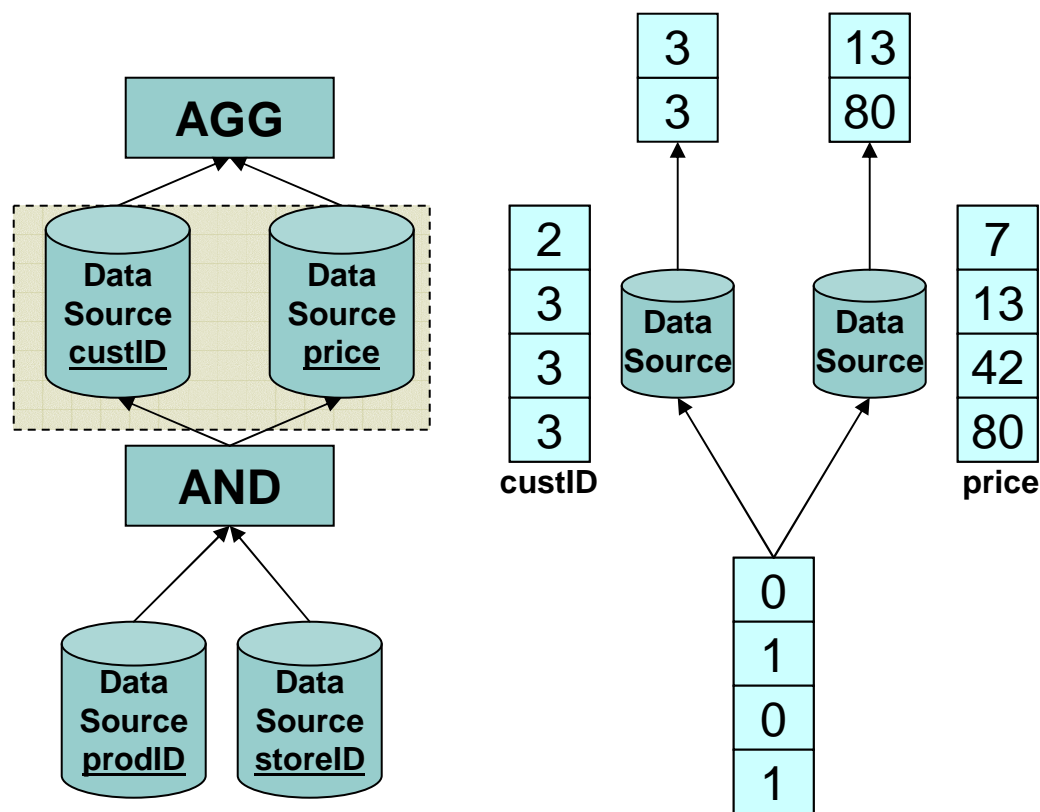 AGG
Data
Source
custID
Data
Source
price
AND
Data
Source
prodID
Data
Source
storeID
3
3
13
80
2
3
3
3
custID
Data
Source
Data
Source
7
13
42
80
price
0
1
0
1